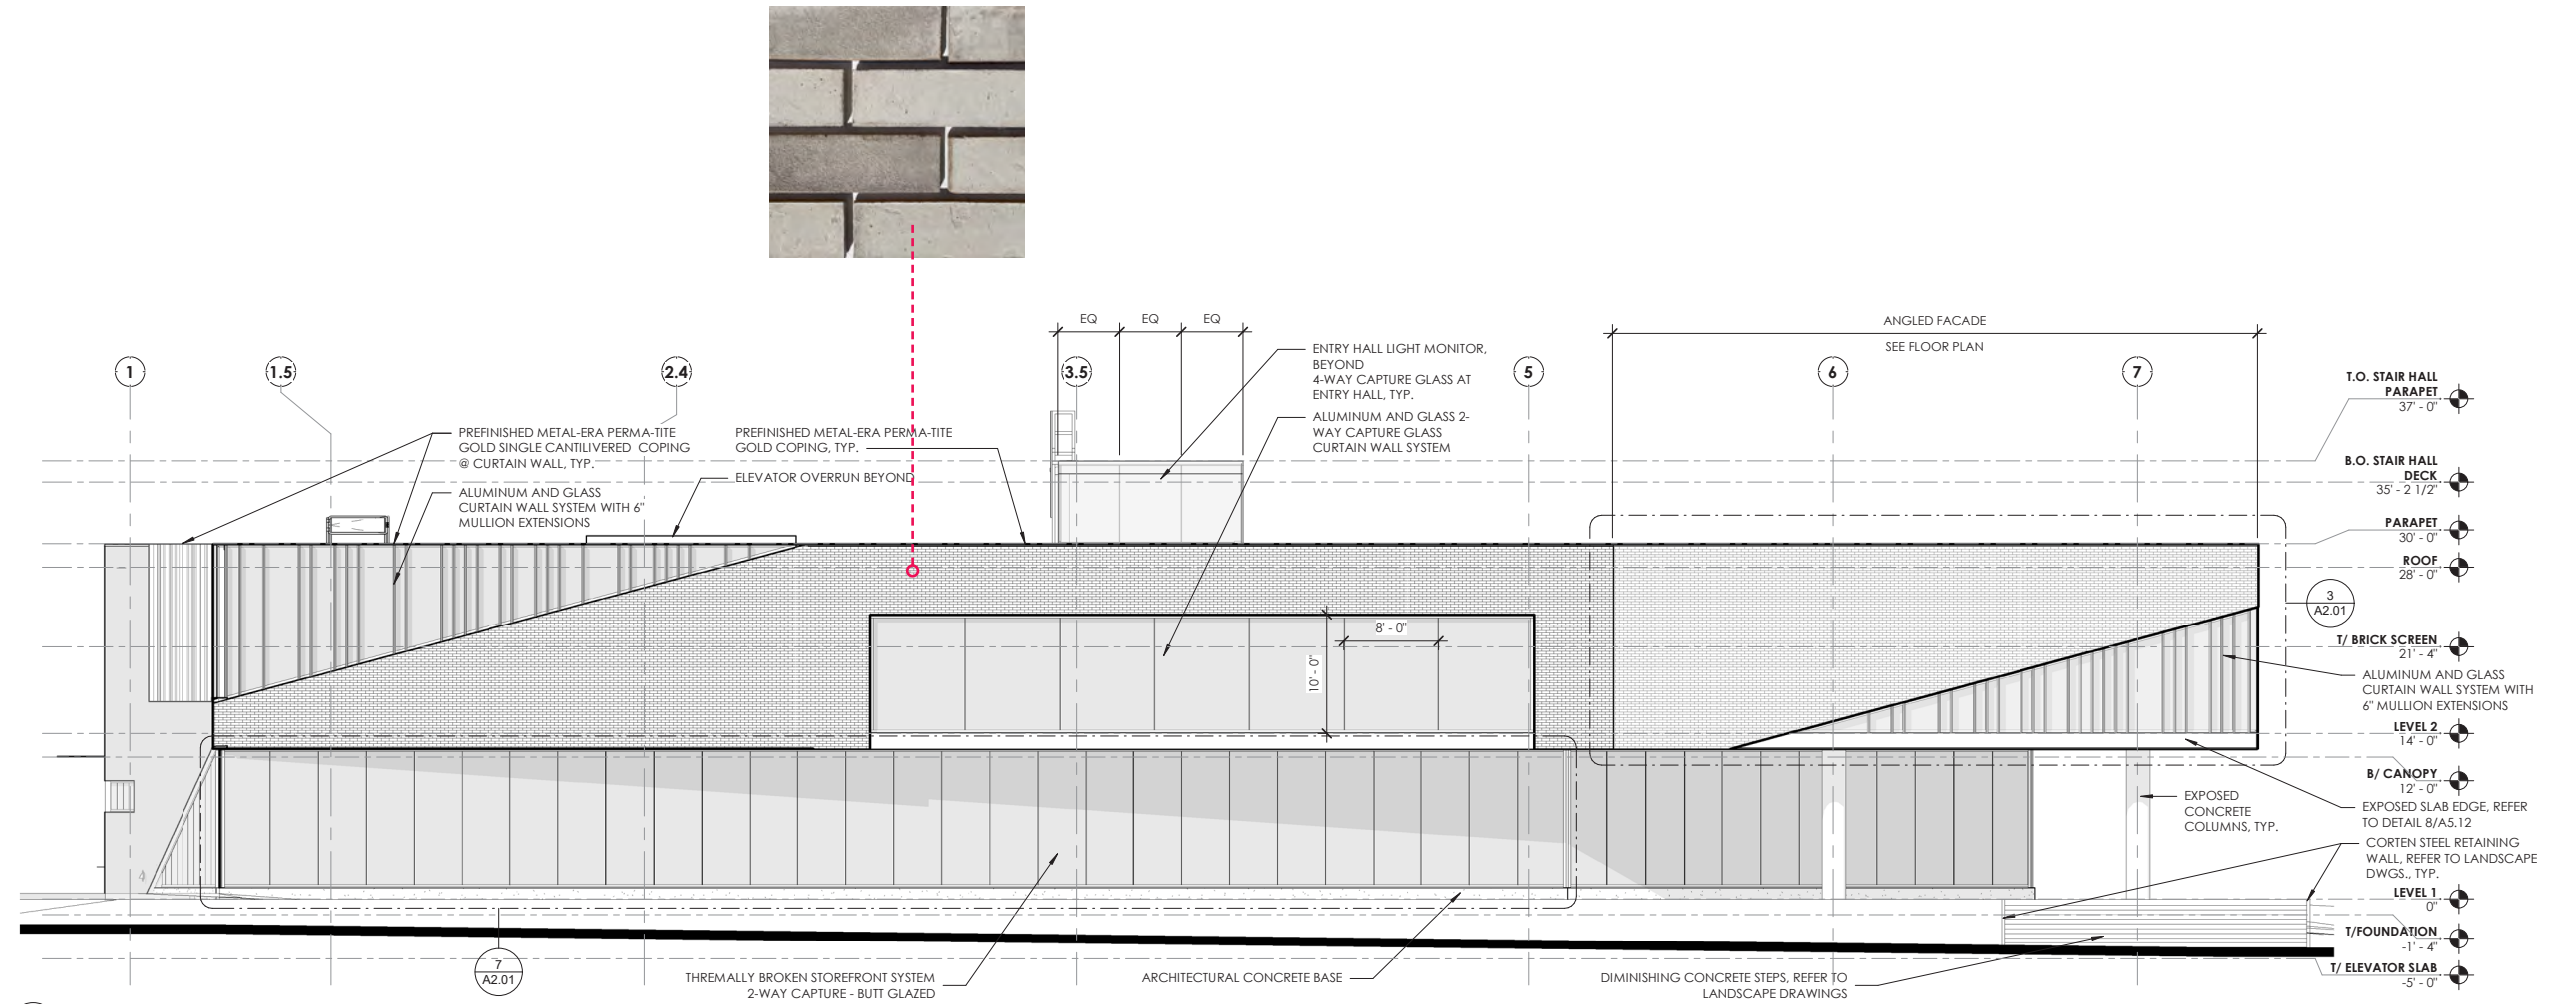 EQ
EQ
EQ
ANGLED FACADE
SEE FLOOR PLAN
1
1.5
2.4
3.5
5
6
7
ENTRY HALL LIGHT MONITOR,
BEYOND
4-WAY CAPTURE GLASS AT
ENTRY HALL, TYP.
ALUMINUM AND GLASS 2-
WAY CAPTURE GLASS
CURTAIN WALL SYSTEM
PREFINISHED METAL-ERA PERMA-TITE
GOLD SINGLE CANTILIVERED COPING
@ CURTAIN WALL, TYP.
PREFINISHED METAL-ERA PERMA-TITE
GOLD COPING, TYP.
ELEVATOR OVERRUN BEYOND
ALUMINUM AND GLASS
CURTAIN WALL SYSTEM WITH 6"
MULLION EXTENSIONS
T.O. STAIR HALL
PARAPET
37' - 0"
B.O. STAIR HALL
DECK
35' - 2 1/2"
PARAPET
30' - 0"
ROOF
28' - 0"
3
A2.01
8' - 0"
10' - 0"
T/ BRICK SCREEN
21' - 4"
ALUMINUM AND GLASS
CURTAIN WALL SYSTEM WITH
6" MULLION EXTENSIONS
LEVEL 2
14' - 0"
B/ CANOPY
12' - 0"
EXPOSED
CONCRETE
COLUMNS, TYP.
EXPOSED SLAB EDGE, REFER
TO DETAIL 8/A5.12
CORTEN STEEL RETAINING
WALL, REFER TO LANDSCAPE
DWGS., TYP.
LEVEL 1
0"
T/FOUNDATION
-1' - 4"
T/ ELEVATOR SLAB
-5' - 0"
7
A2.01
THREMALLY BROKEN STOREFRONT SYSTEM
2-WAY CAPTURE - BUTT GLAZED
ARCHITECTURAL CONCRETE BASE
DIMINISHING CONCRETE STEPS, REFER TO
LANDSCAPE DRAWINGS